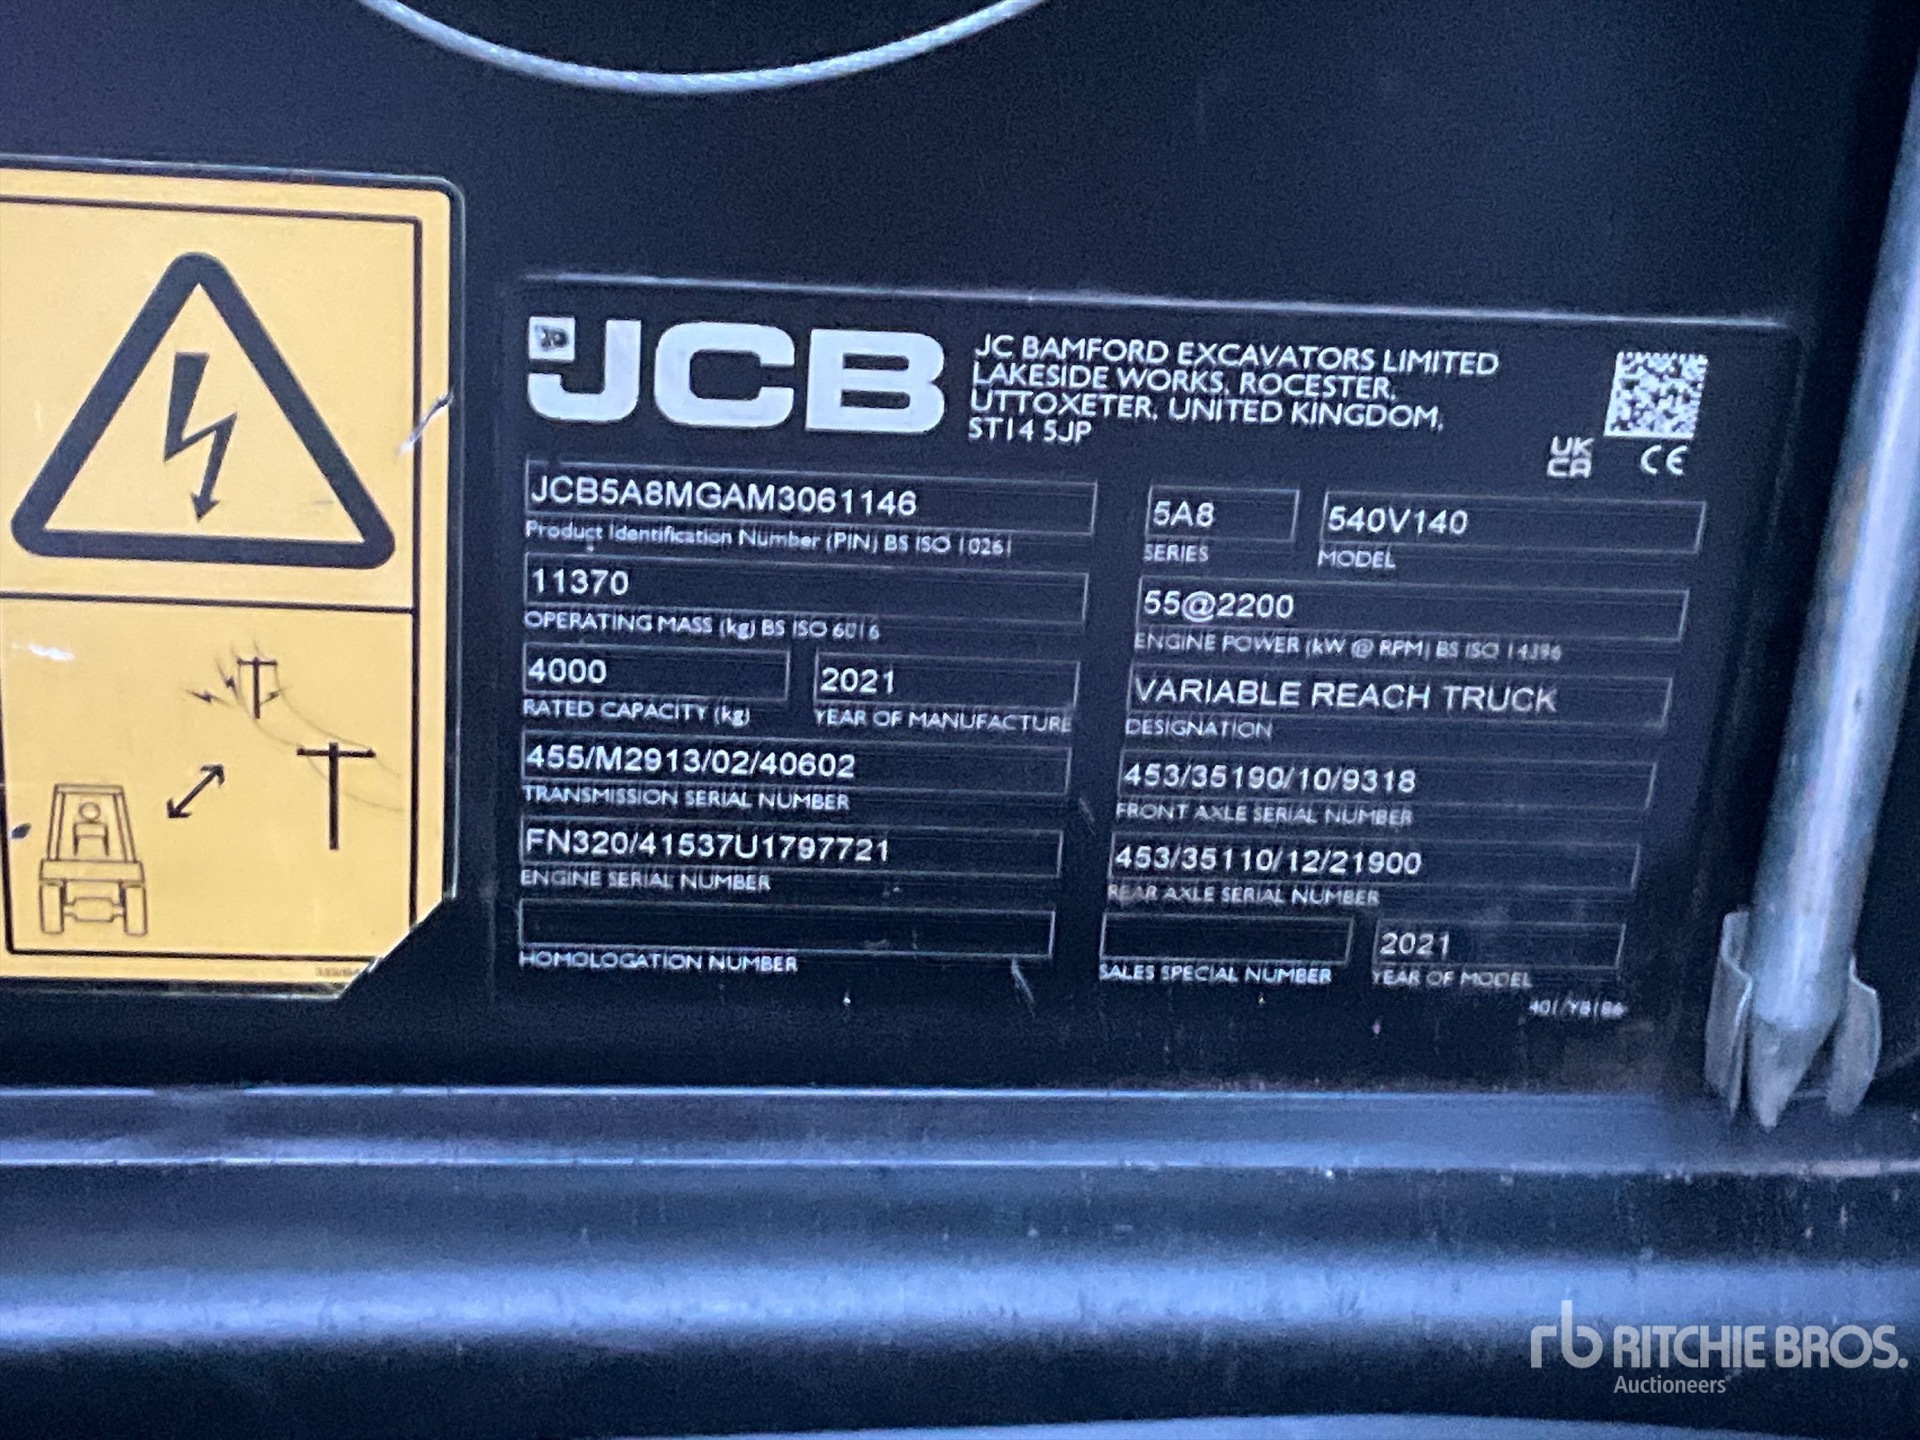 JCB
JC BAMFORD EXCAVATORS LIMITED
LAKESIDE WORKS, ROCESTER,
UTTOXETER, UNITED KINGDOM,
ST14 5JP
UK
CA
CE
JCB5A8MGAM3061146
Product Identification Number (PIN) BS ISO 10261
5A8
SERIES
540V140
MODEL
11370
OPERATING MASS (kg) BS ISO 6016
55@2200
ENGINE POWER (kW @ RPM) BS ISO 14396
4000
RATED CAPACITY (kg)
2021
YEAR OF MANUFACTURE
VARIABLE REACH TRUCK
DESIGNATION
455/M2913/02/40602
TRANSMISSION SERIAL NUMBER
453/35190/10/9318
FRONT AXLE SERIAL NUMBER
FN320/41537U1797721
ENGINE SERIAL NUMBER
453/35110/12/21900
REAR AXLE SERIAL NUMBER
HOMOLOGATION NUMBER
SALES SPECIAL NUMBER
2021
YEAR OF MODEL
rb RITCHIE BROS.
Auctioneers